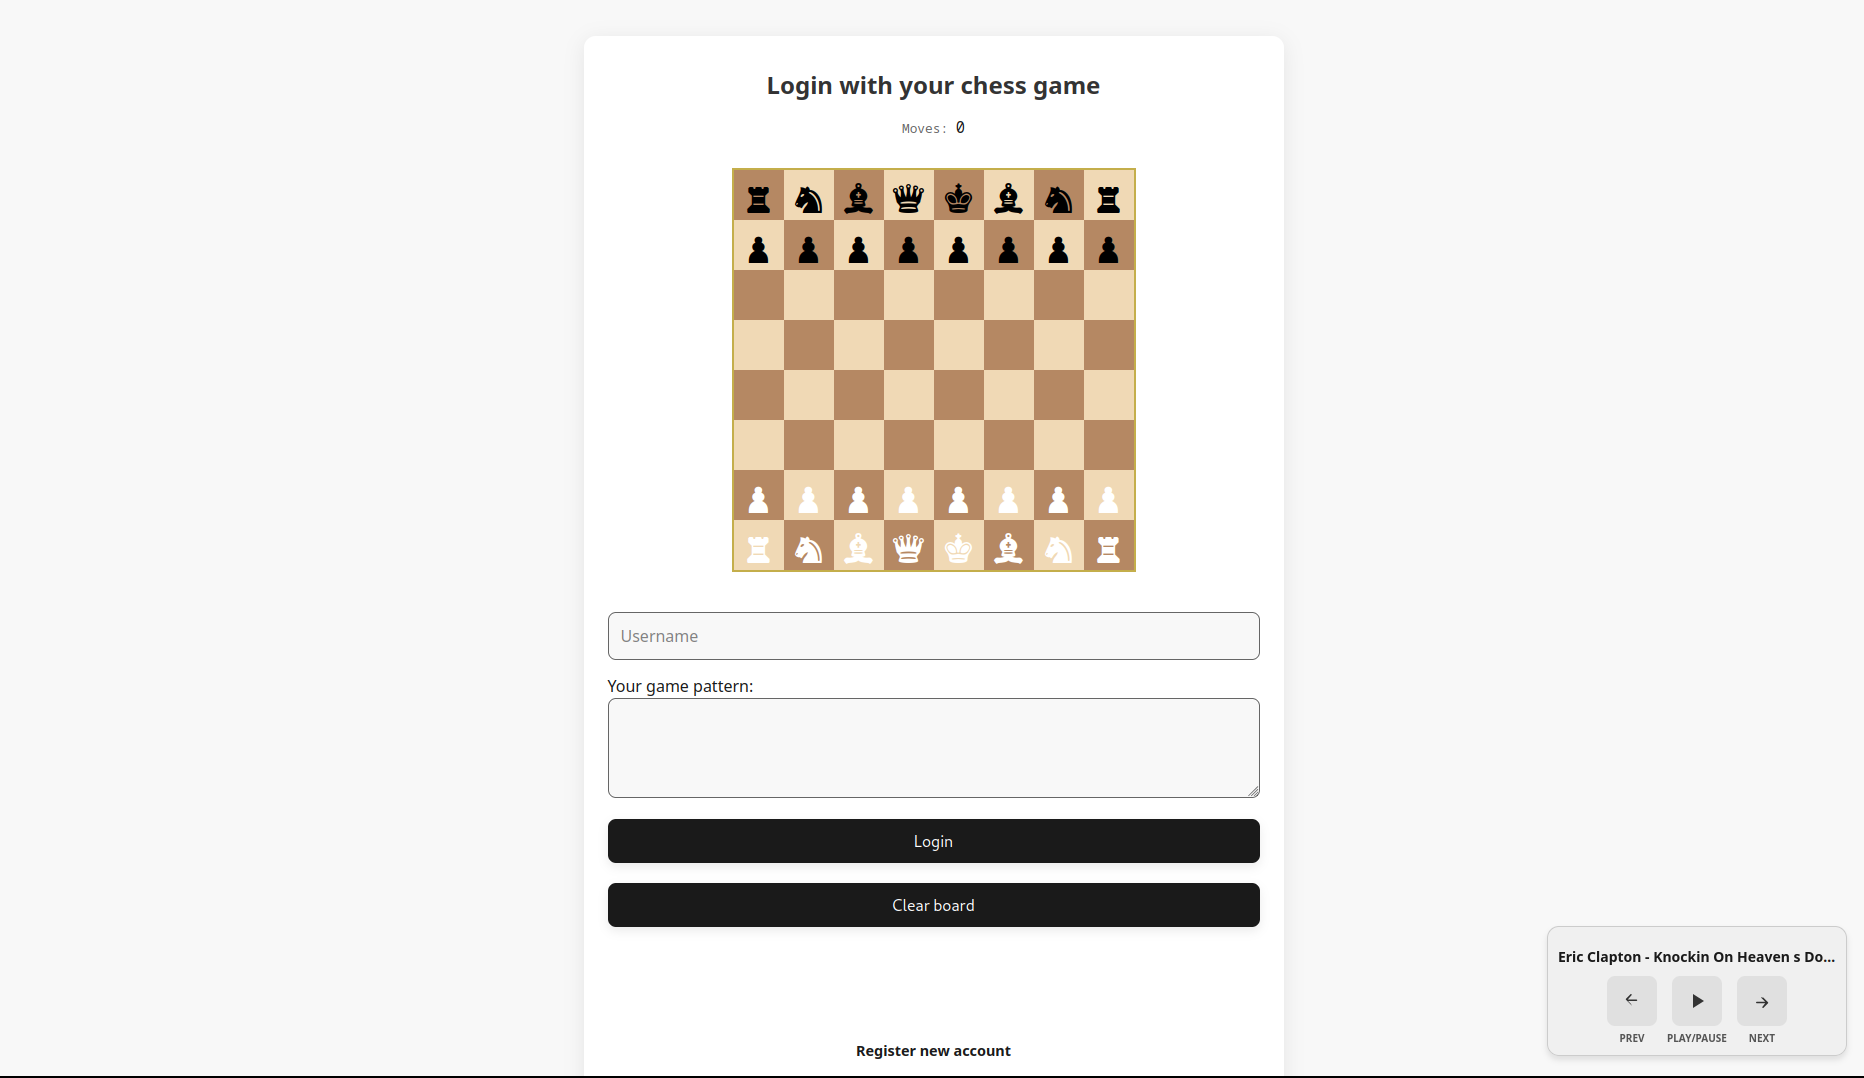 Login with your chess game
Moves: 0
Username
Your game pattern:
Login
Clear board
Register new account
Eric Clapton - Knockin On Heaven s Do...
PREV PLAY/PAUSE NEXT